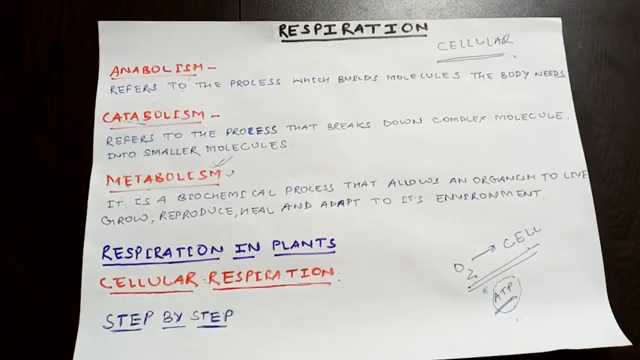 RESPIRATION
CELLULAR
ANABOLISM -
REFERS TO THE PROCESS WHICH BUILDS MOLECULES THE BODY NEEDS
CATABOLISM -
REFERS TO THE PROCESS THAT BREAKS DOWN COMPLEX MOLECULE.
INTO SMALLER MOLECULES.
METABOLISM
IT IS A BIOCHEMICAL PROCESS THAT ALLOWS AN ORGANISM TO LIVE
GROW, REPRODUCE, HEAL AND ADAPT TO IT'S ENVIRONMENT
RESPIRATION IN PLANTS
O2 → CELL
CELLULAR RESPIRATION
ATP
STEP BY STEP